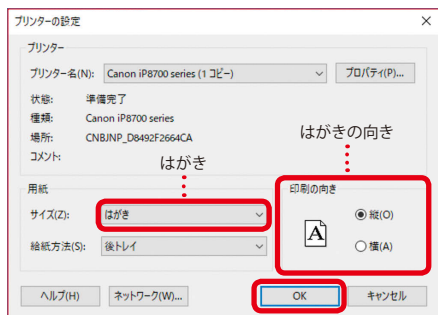 プリンターの設定
プリンター
プリンター名(N): Canon iP8700 series (1 コピー) プロパティ(P)...
状態: 準備完了
種類: Canon iP8700 series
場所: CNBJNP_D8492F2664CA
コメント:
はがき
はがきの向き
用紙
サイズ(Z): はがき
給紙方法(S): 後トレイ
印刷の向き
A
縦(O)
横(A)
ヘルプ(H) ネットワーク(W)... OK キャンセル